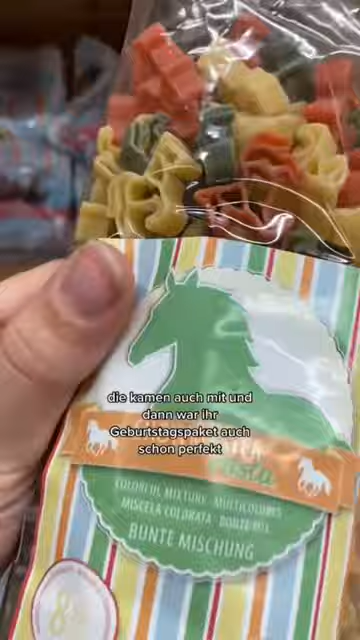 die kamen auch mit und
dann war ihr
Geburtstagspaket auch
schon perfekt
COLORFUL MIXTURE · MULTICOLORES
MISCELA COLORATA ·
BUNTE MISCHUNG